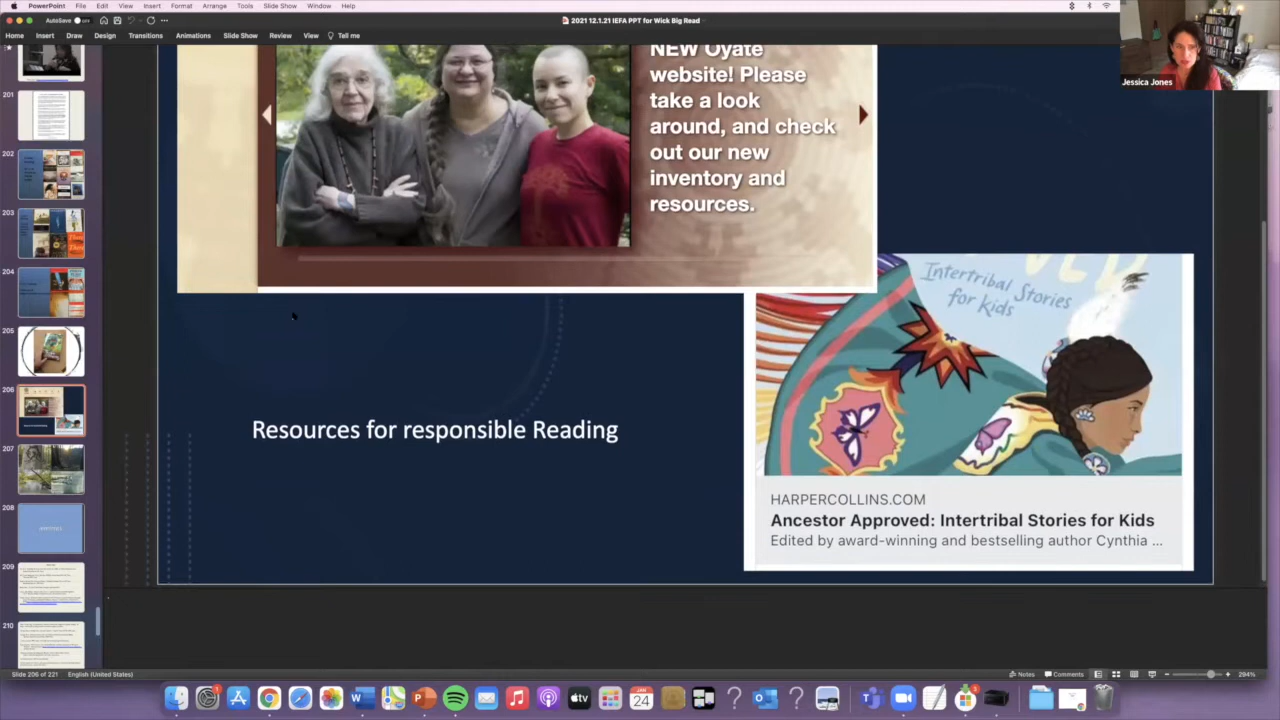 PowerPoint File Edit View Insert Format Arrange Tools Slide Show Window Help
AutoSave OFF
2021 12.1.21 IEFA PPT for Wick Big Read
Home Insert Draw Design Transitions Animations Slide Show Review View Tell me
Jessica Jones
201
202
203
204
205
206
207
208
209
210
NEW Oyate
website! Please
take a look
around, and check
out our new
inventory and
resources.
Intertribal Stories
for kids
Resources for responsible Reading
HARPERCOLLINS.COM
Ancestor Approved: Intertribal Stories for Kids
Edited by award-winning and bestselling author Cynthia ...
Slide 206 of 221 English (United States)
Notes Comments 294%
JAN
24